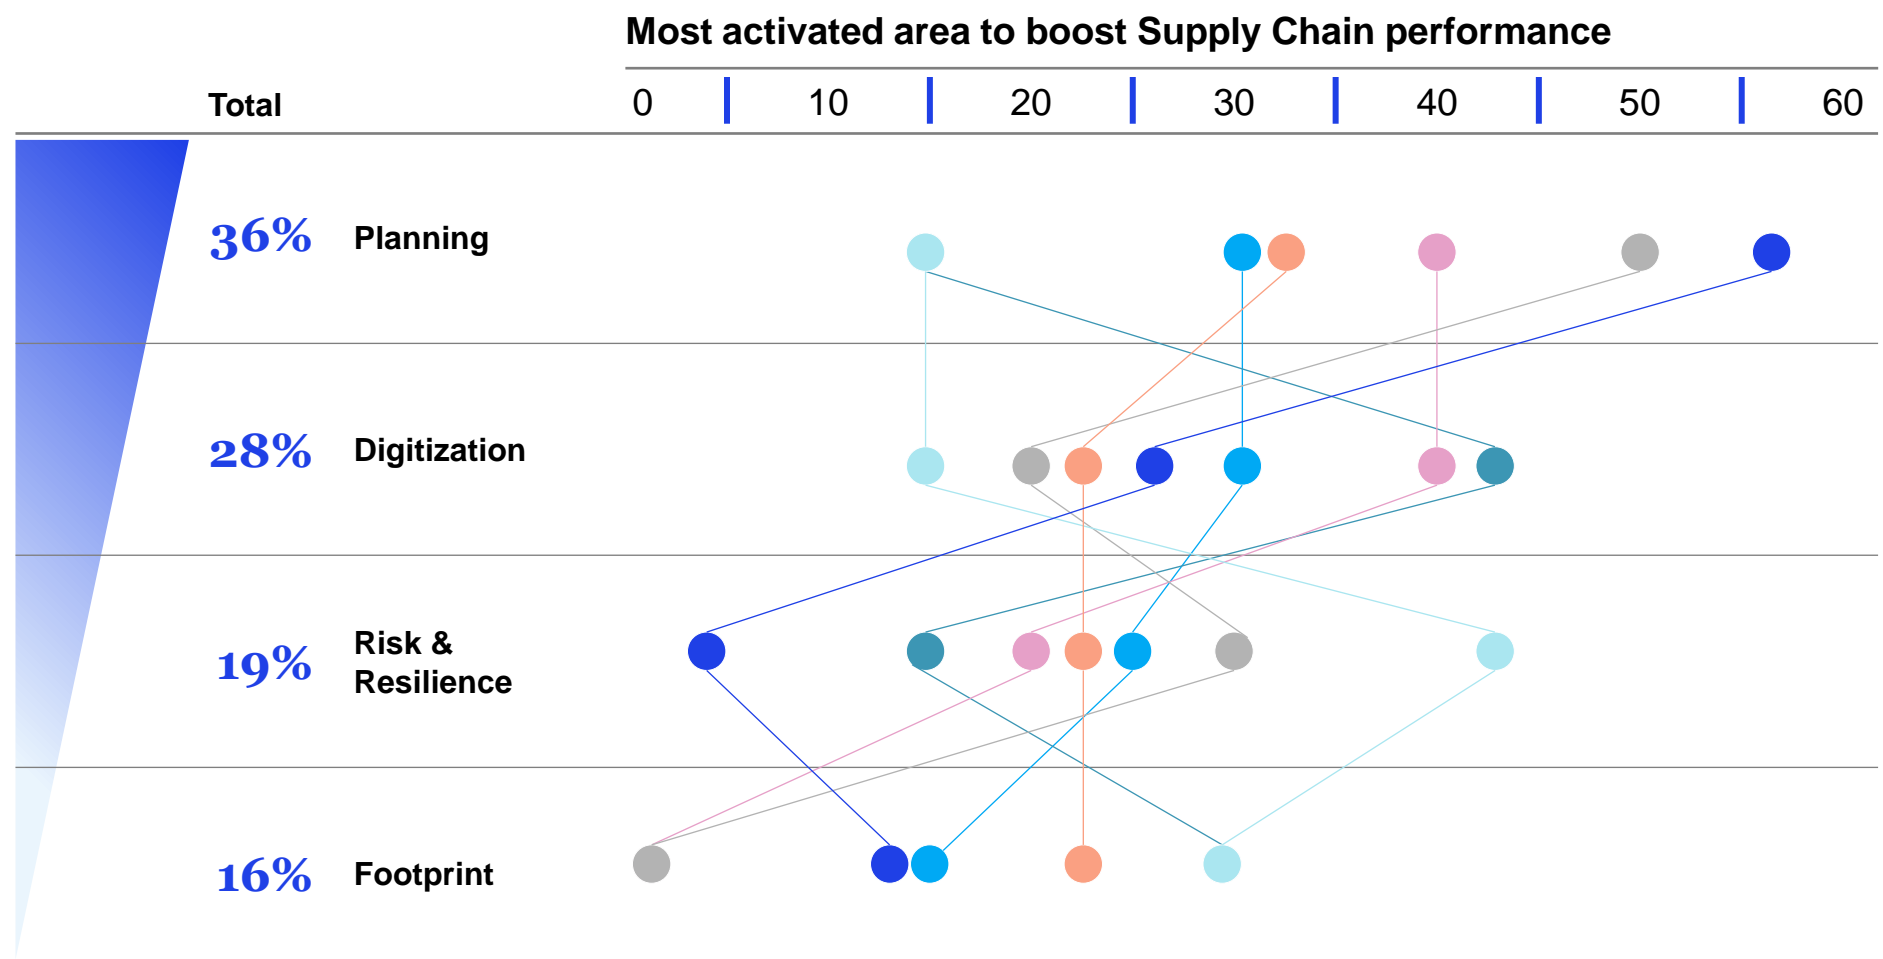 Most activated area to boost Supply Chain performance
Total 0 10 20 30 40 50 60
36% Planning
28% Digitization
19% Risk &
Resilience
16% Footprint